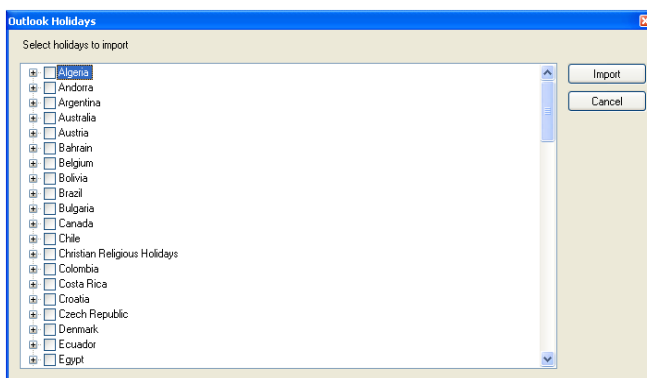 Outlook Holidays
Select holidays to import
Algeria
Andorra
Argentina
Australia
Austria
Bahrain
Belgium
Bolivia
Brazil
Bulgaria
Canada
Chile
Christian Religious Holidays
Colombia
Costa Rica
Croatia
Czech Republic
Denmark
Ecuador
Egypt
Import
Cancel